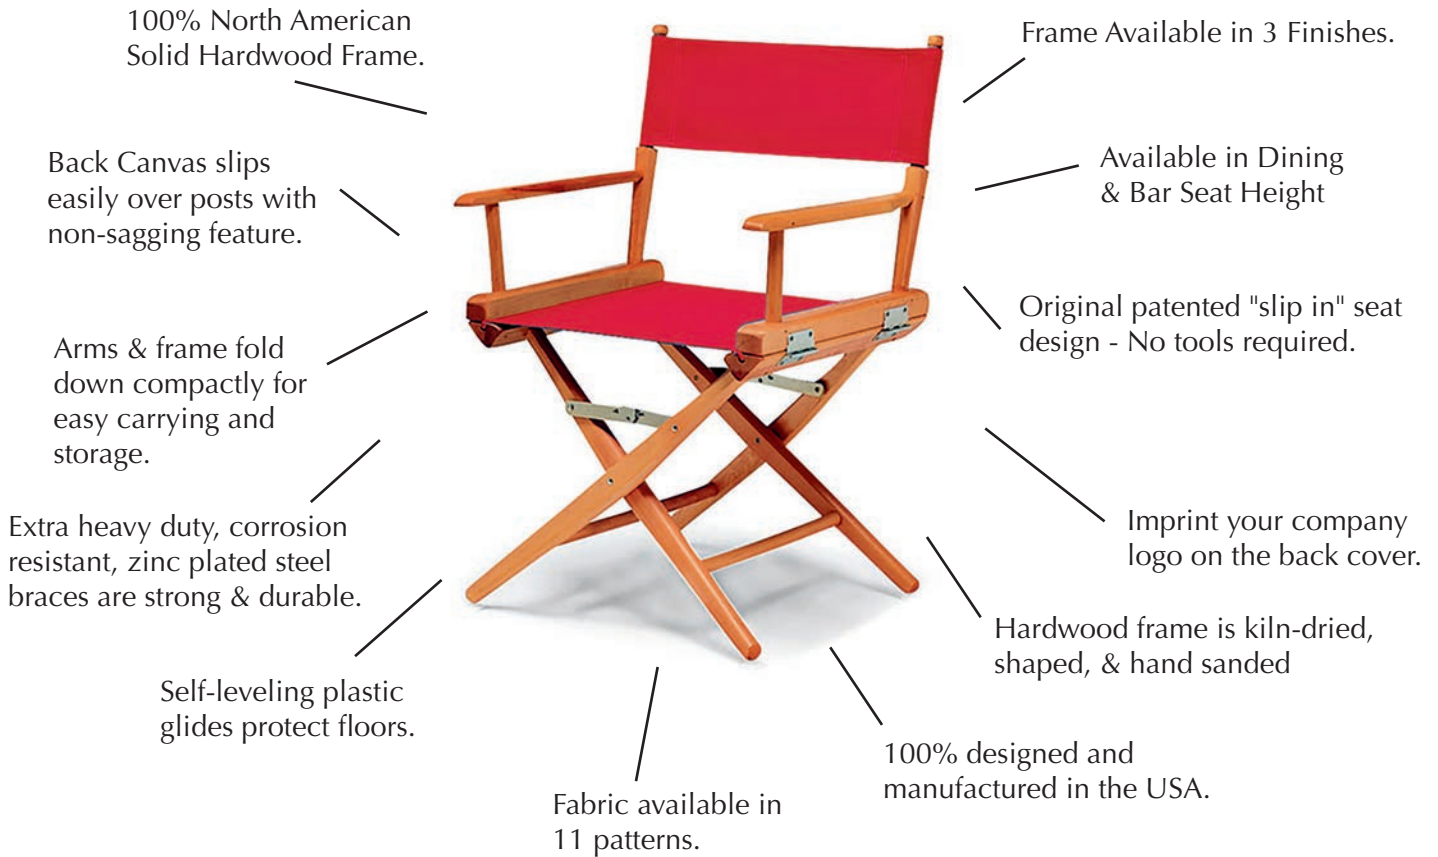 100% North American
Solid Hardwood Frame.
Frame Available in 3 Finishes.
Back Canvas slips
easily over posts with
non-sagging feature.
Available in Dining
& Bar Seat Height
Arms & frame fold
down compactly for
easy carrying and
storage.
Original patented "slip in" seat
design - No tools required.
Extra heavy duty, corrosion
resistant, zinc plated steel
braces are strong & durable.
Imprint your company
logo on the back cover.
Self-leveling plastic
glides protect floors.
Hardwood frame is kiln-dried,
shaped, & hand sanded
Fabric available in
11 patterns.
100% designed and
manufactured in the USA.